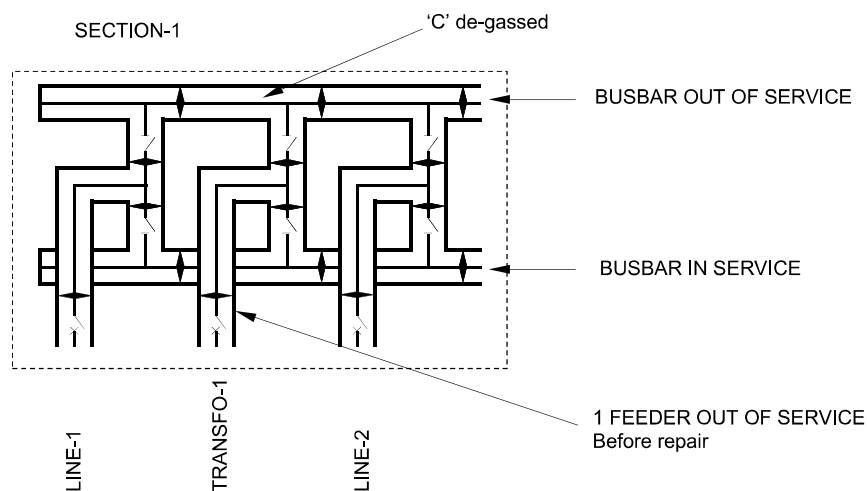 SECTION-1
‘C’ de-gassed
BUSBAR OUT OF SERVICE
BUSBAR IN SERVICE
1 FEEDER OUT OF SERVICE
Before repair
LINE-1
TRANSFO-1
LINE-2